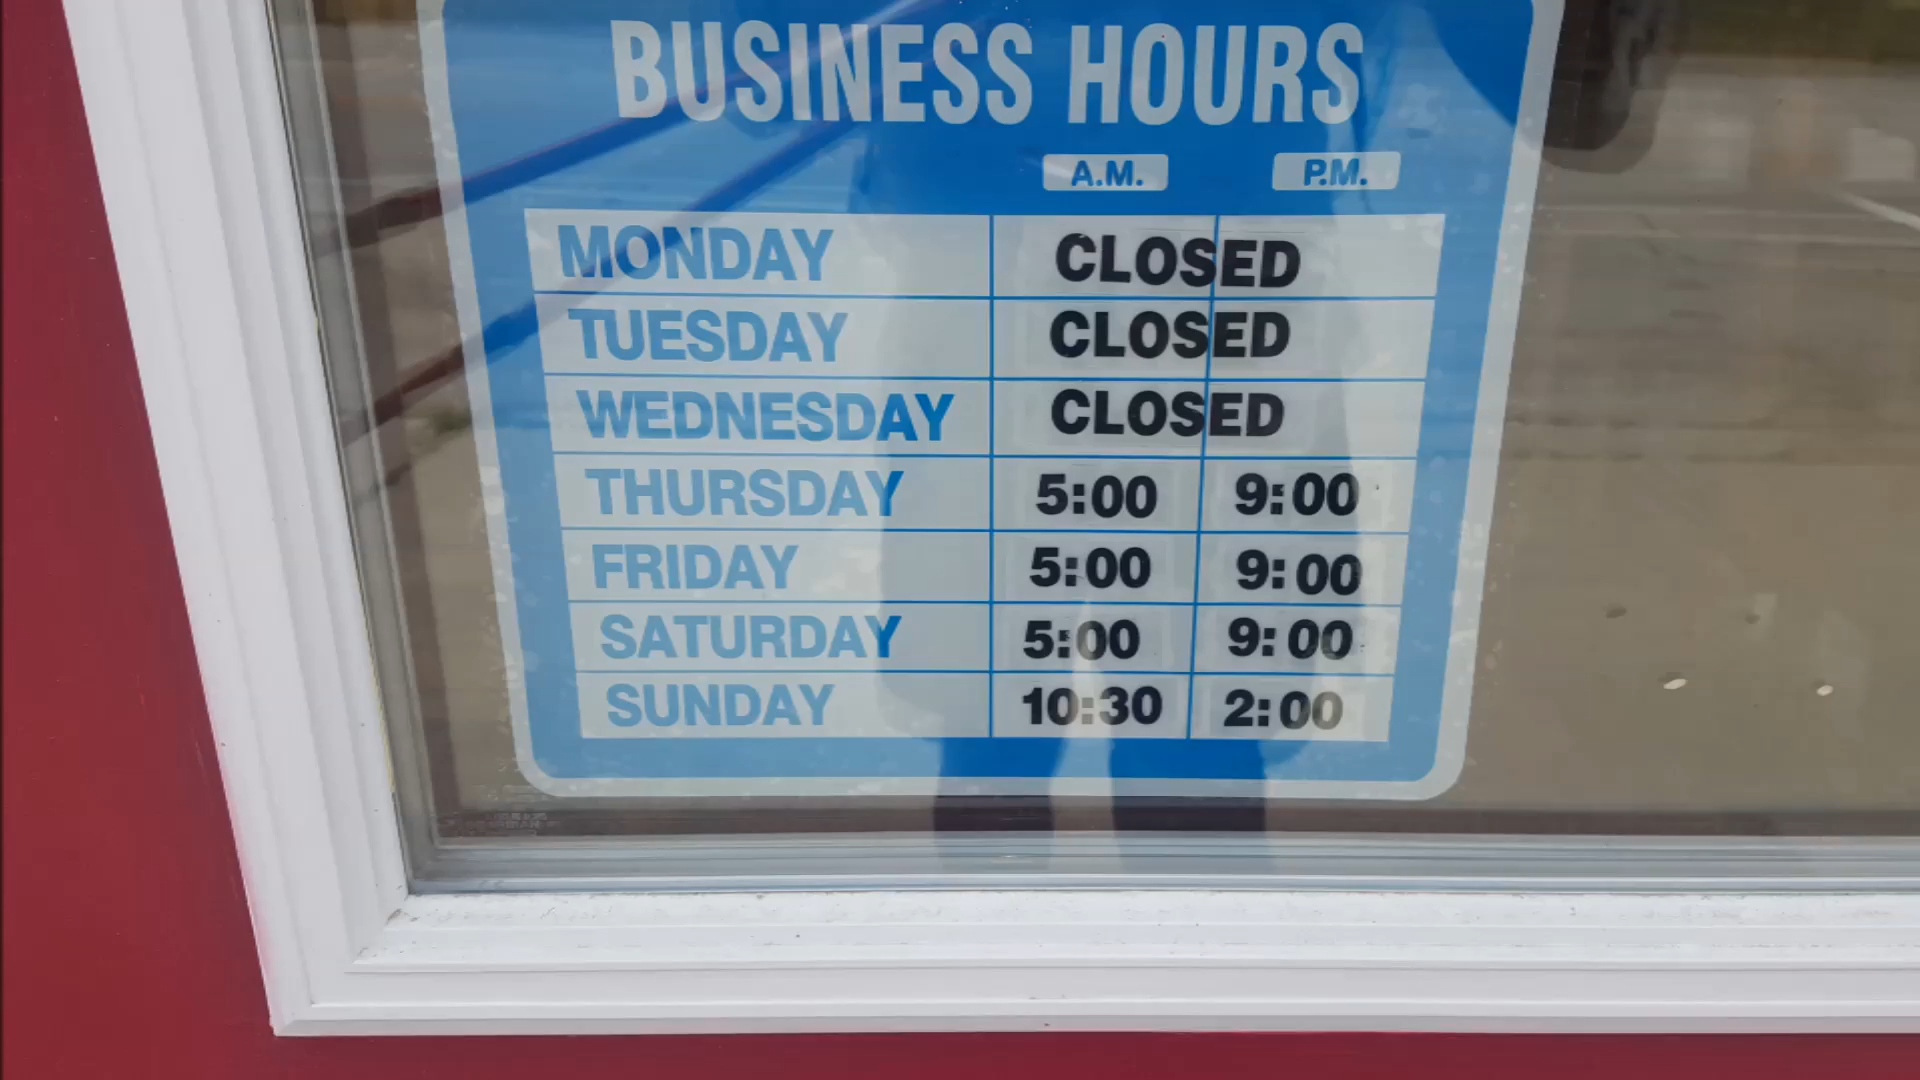 BUSINESS HOURS
A.M. P.M.
MONDAY CLOSED
TUESDAY CLOSED
WEDNESDAY CLOSED
THURSDAY 5:00 9:00
FRIDAY 5:00 9:00
SATURDAY 5:00 9:00
SUNDAY 10:30 2:00